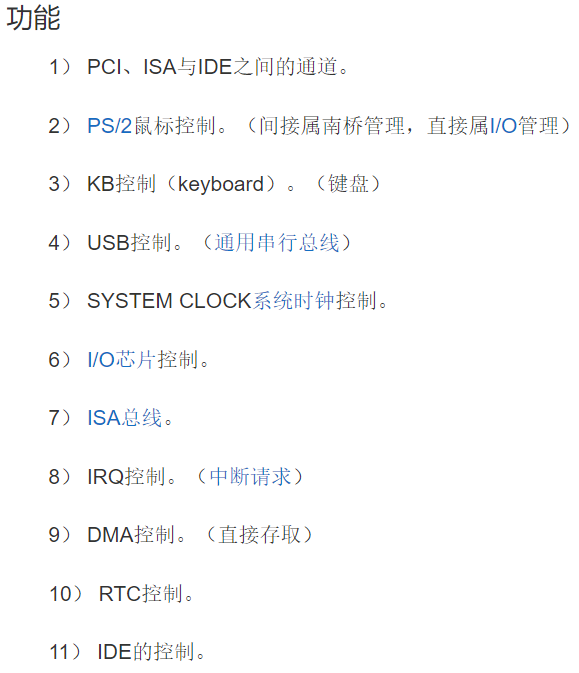 功能
1） PCI、ISA与IDE之间的通道。
2） PS/2鼠标控制。（间接属南桥管理，直接属I/O管理）
3） KB控制（keyboard）。（键盘）
4） USB控制。（通用串行总线）
5） SYSTEM CLOCK系统时钟控制。
6） I/O芯片控制。
7） ISA总线。
8） IRQ控制。（中断请求）
9） DMA控制。（直接存取）
10） RTC控制。
11） IDE的控制。